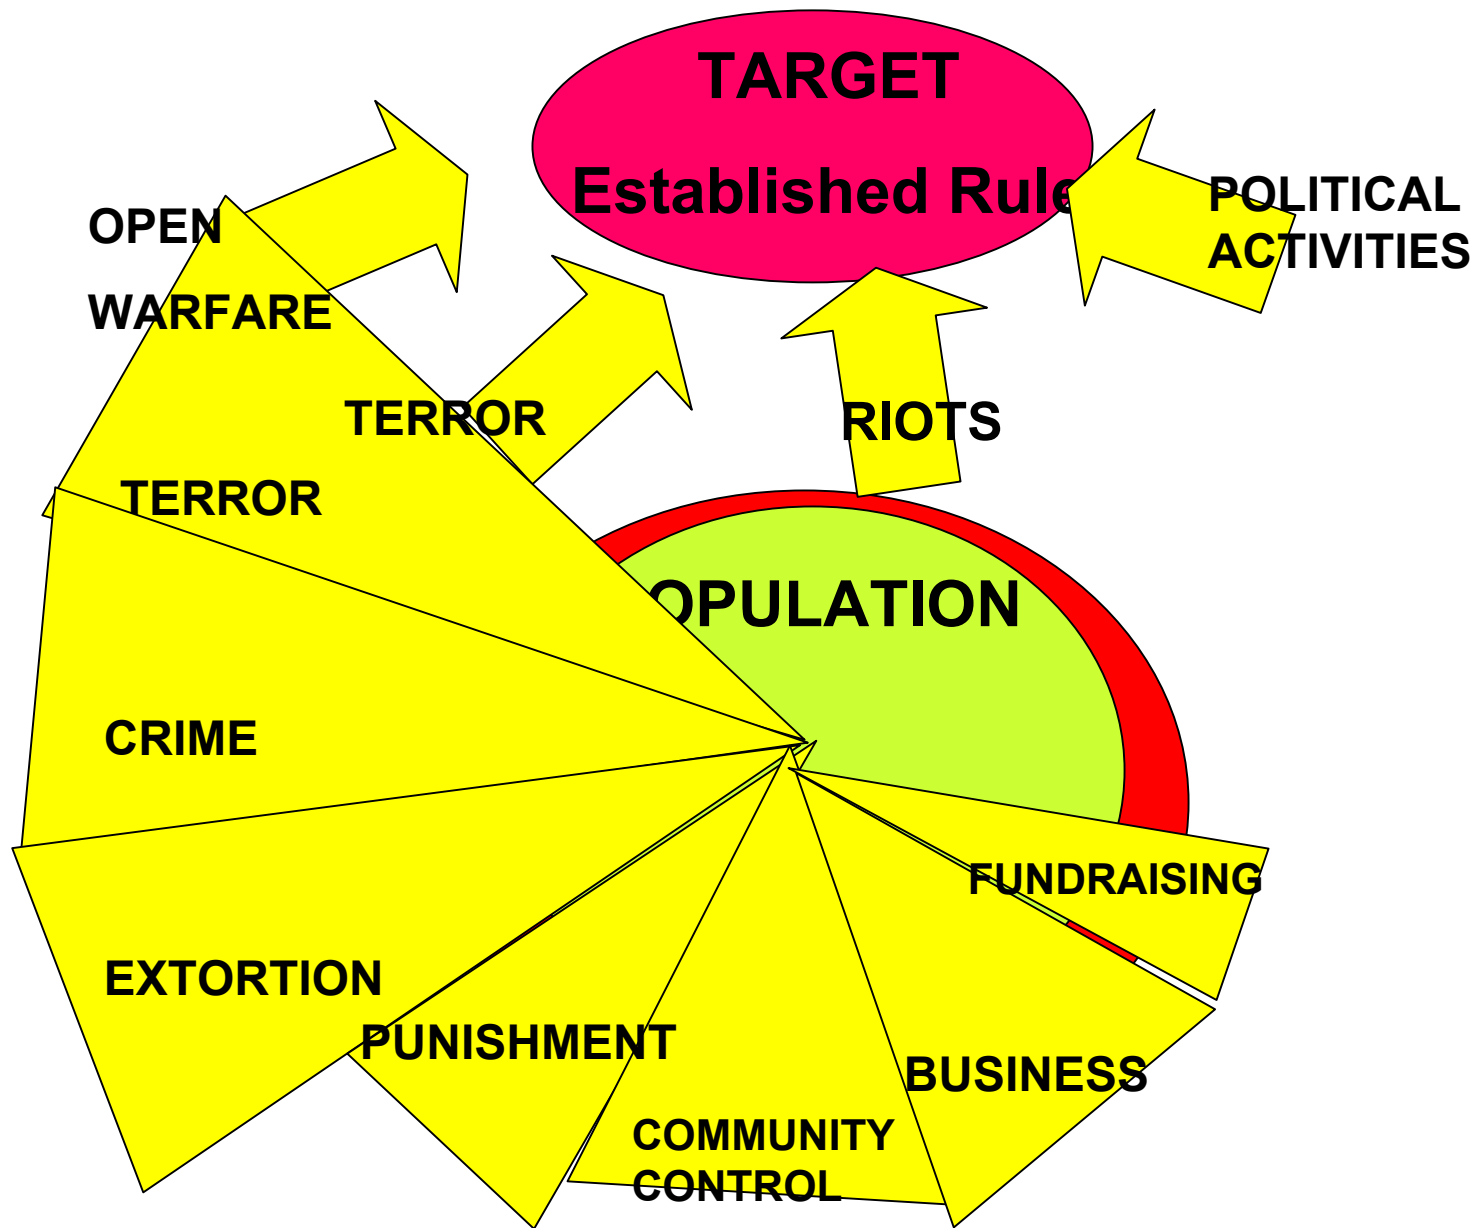 TARGET
Established Rule
OPEN
WARFARE
POLITICAL
ACTIVITIES
TERROR
RIOTS
TERROR
OPULATION
CRIME
FUNDRAISING
EXTORTION
PUNISHMENT
BUSINESS
COMMUNITY
CONTROL